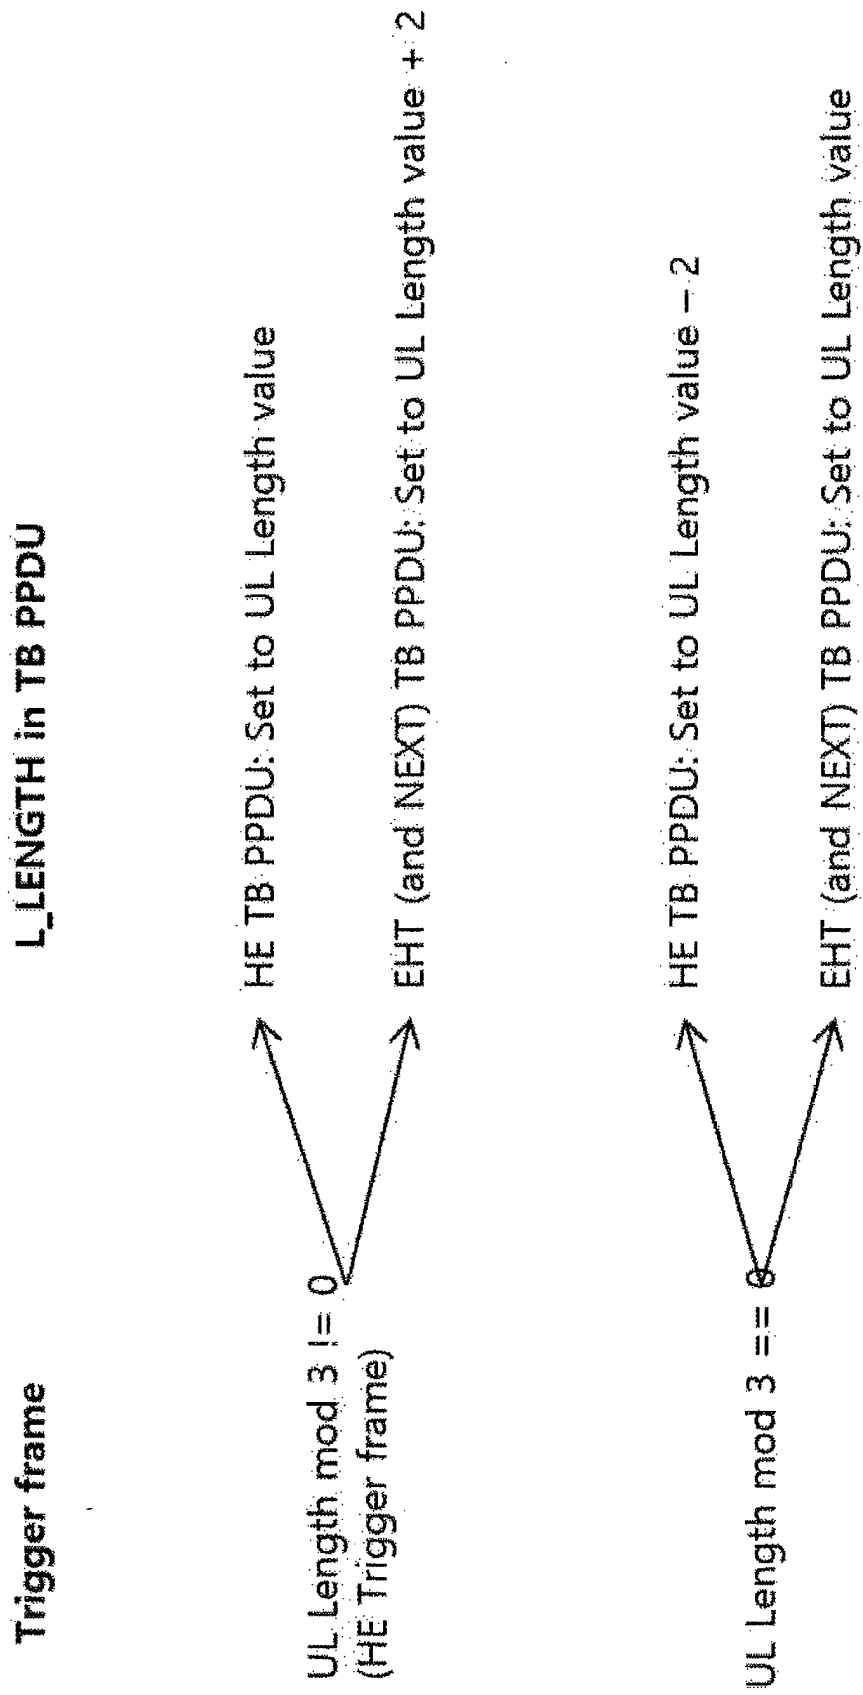 Trigger frame
L_LENGTH in TB PPDU
UL Length mod 3 != 0
(HE Trigger frame)
HE TB PPDU: Set to UL Length value
EHT (and NEXT) TB PPDU: Set to UL Length value + 2
UL Length mod 3 == 0
HE TB PPDU: Set to UL Length value – 2
EHT (and NEXT) TB PPDU: Set to UL Length value